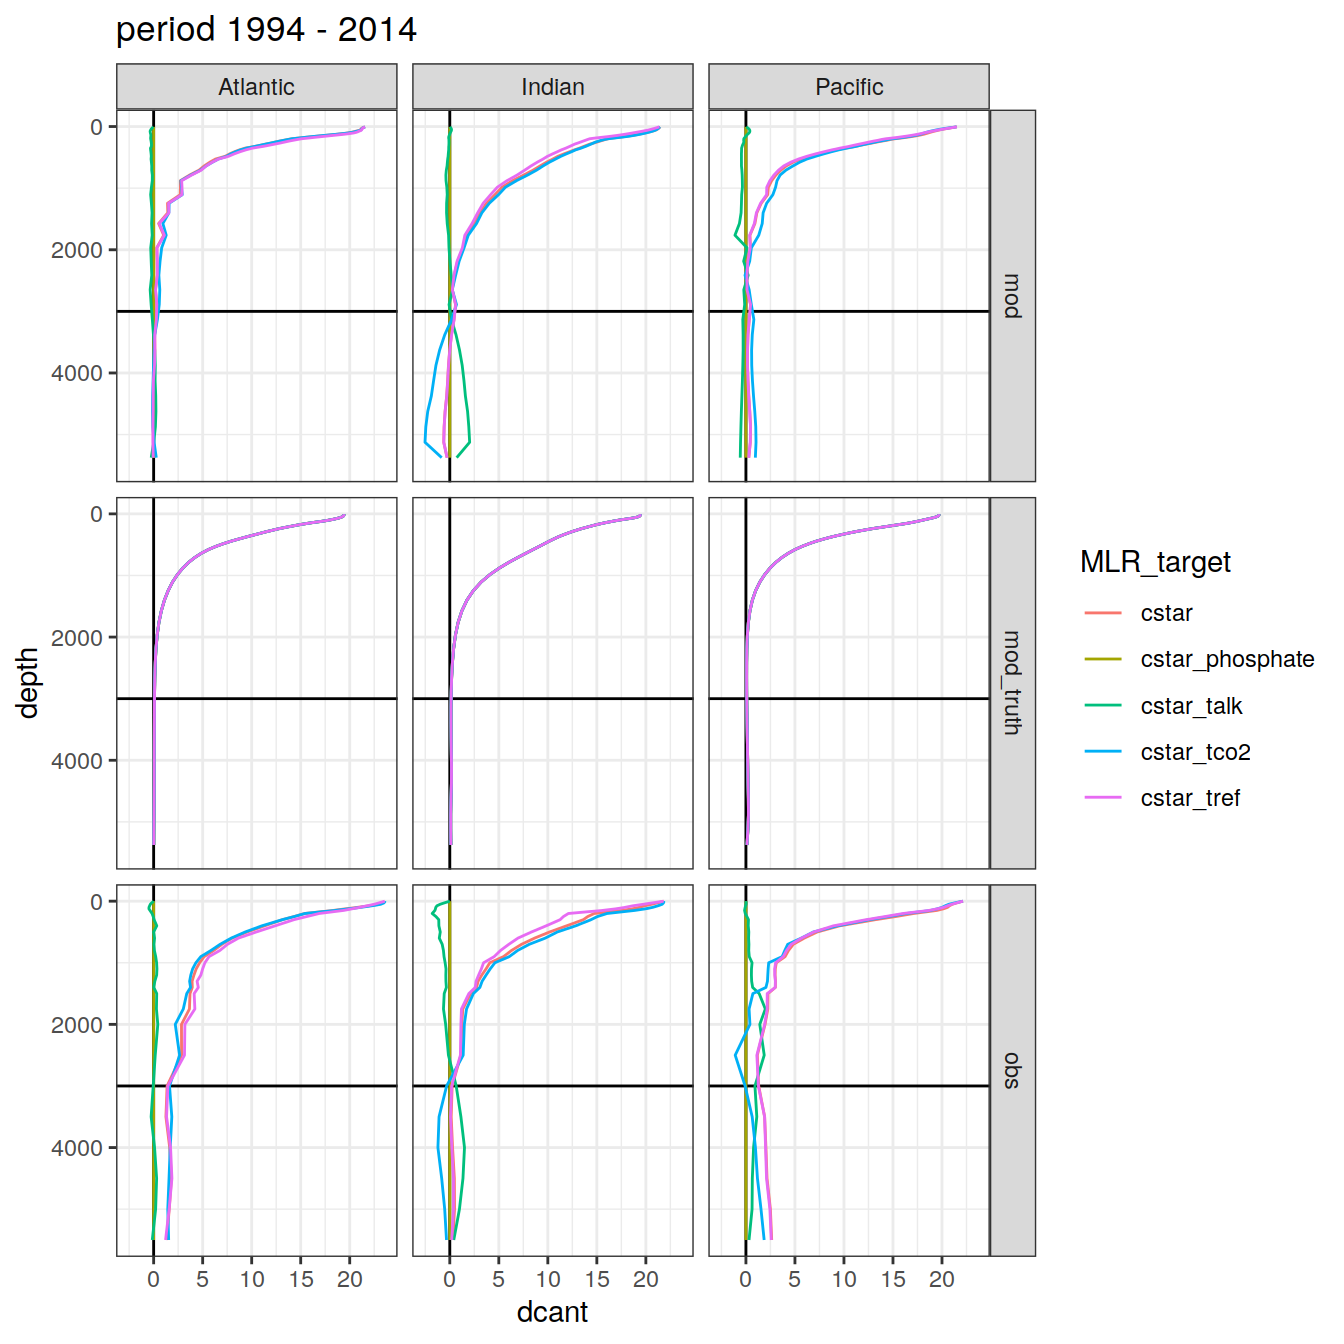 period 1994 - 2014
Atlantic
Indian
Pacific
0
2000
4000
mod
0
2000
4000
mod_truth
0
2000
4000
obs
depth
0 5 10 15 20
0 5 10 15 20
0 5 10 15 20
dcant
MLR_target
cstar
cstar_phosphate
cstar_talk
cstar_tco2
cstar_tref